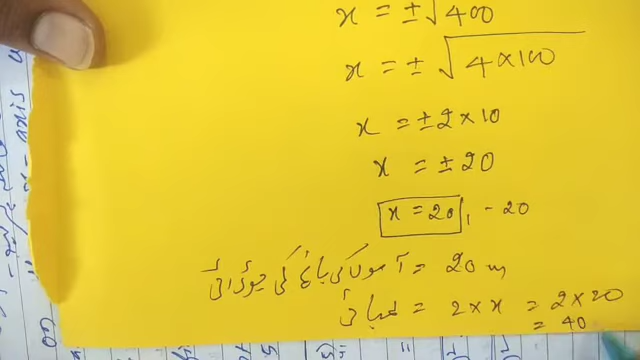 x = ±√400
x = ±√4×100
x = ±2×10
x = ±20
x = 20, -20
آموں کی باغ کی چوڑائی = 20 m
لمبائی = 2×x = 2×20
= 40